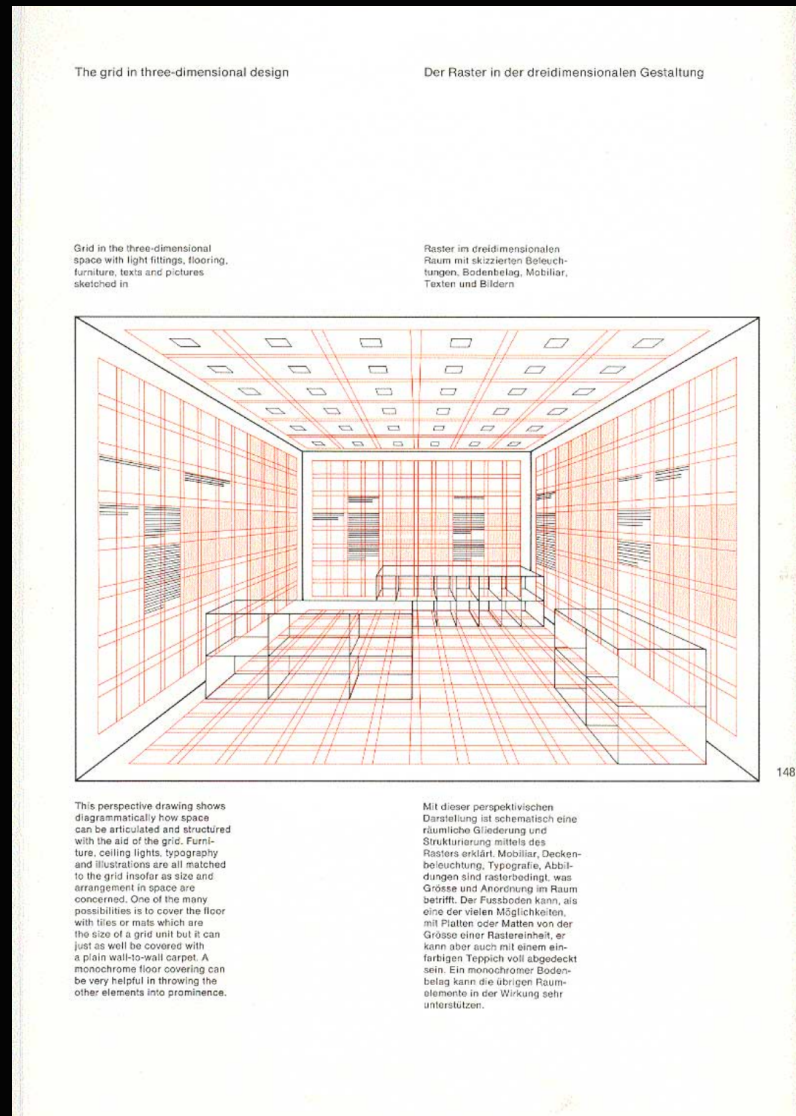 The grid in three-dimensional design
Der Raster in der dreidimensionalen Gestaltung
Grid in the three-dimensional
space with light fittings, flooring,
furniture, texts and pictures
sketched in
Raster im dreidimensionalen
Raum mit skizzierten Beleuch-
tungen, Bodenbelag, Mobiliar,
Texten und Bildern
148
This perspective drawing shows
diagrammatically how space
can be articulated and structured
with the aid of the grid. Furni-
ture, ceiling lights, typography
and illustrations are all matched
to the grid insofar as size and
arrangement in space are
concerned. One of the many
possibilities is to cover the floor
with tiles or mats which are
the size of a grid unit but it can
just as well be covered with
a plain wall-to-wall carpet. A
monochrome floor covering can
be very helpful in throwing the
other elements into prominence.
Mit dieser perspektivischen
Darstellung ist schematisch eine
räumliche Gliederung und
Strukturierung mittels des
Rasters erklärt. Mobiliar, Decken-
beleuchtung, Typografie, Abbil-
dungen sind rasterbedingt, was
Grösse und Anordnung im Raum
betrifft. Der Fussboden kann, als
eine der vielen Möglichkeiten,
mit Platten oder Matten von der
Grösse einer Rastereinheit, er
kann aber auch mit einem ein-
farbigen Teppich voll abgedeckt
sein. Ein monochromer Boden-
belag kann die übrigen Raum-
elemente in der Wirkung sehr
unterstützen.